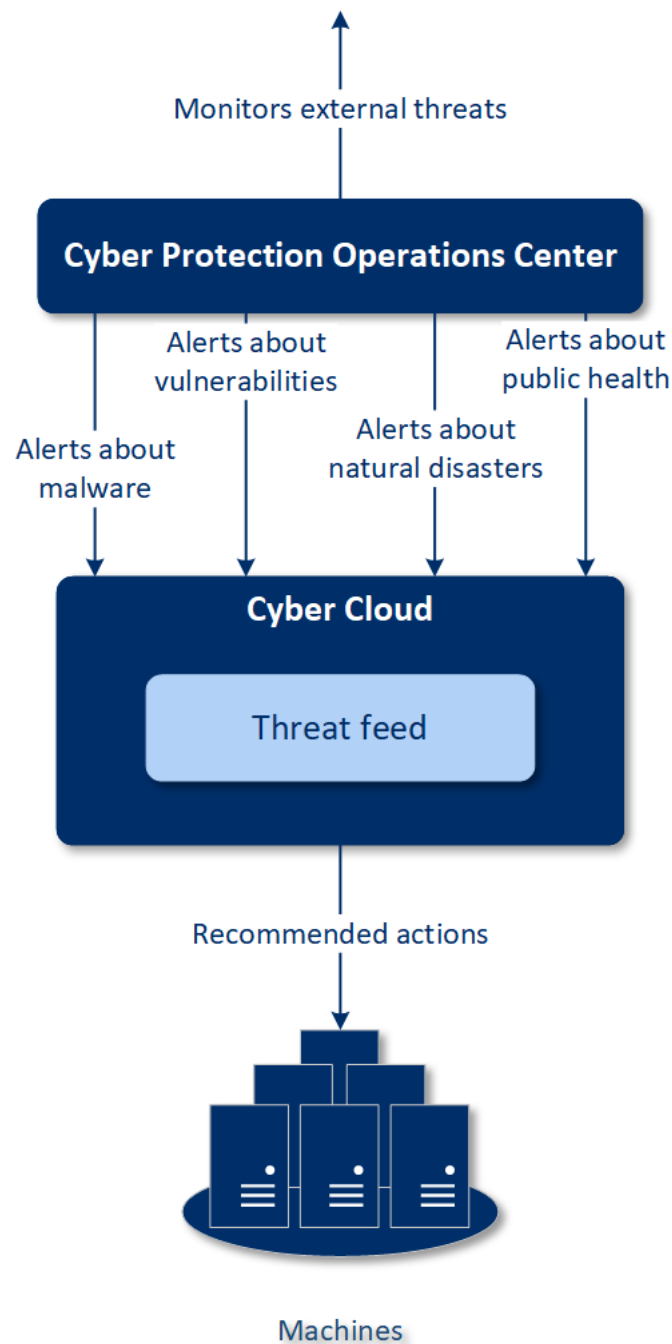 Monitors external threats
Cyber Protection Operations Center
Alerts about
vulnerabilities
Alerts about
public health
Alerts about
malware
Alerts about
natural disasters
Cyber Cloud
Threat feed
Recommended actions
Machines